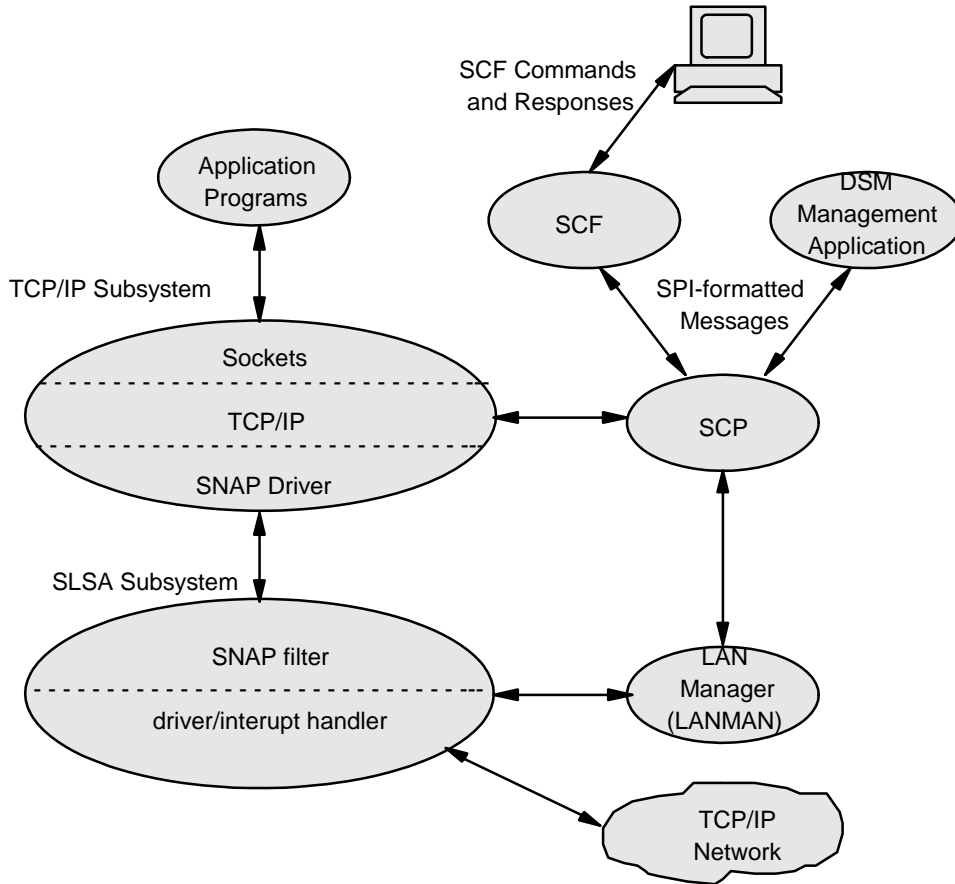 SCF Commands
and Responses
Application
Programs
SCF
DSM
Management
Application
TCP/IP Subsystem
SPI-formatted
Messages
Sockets
TCP/IP
SNAP Driver
SCP
SLSA Subsystem
SNAP filter
driver/interupt handler
LAN
Manager
(LANMAN)
TCP/IP
Network